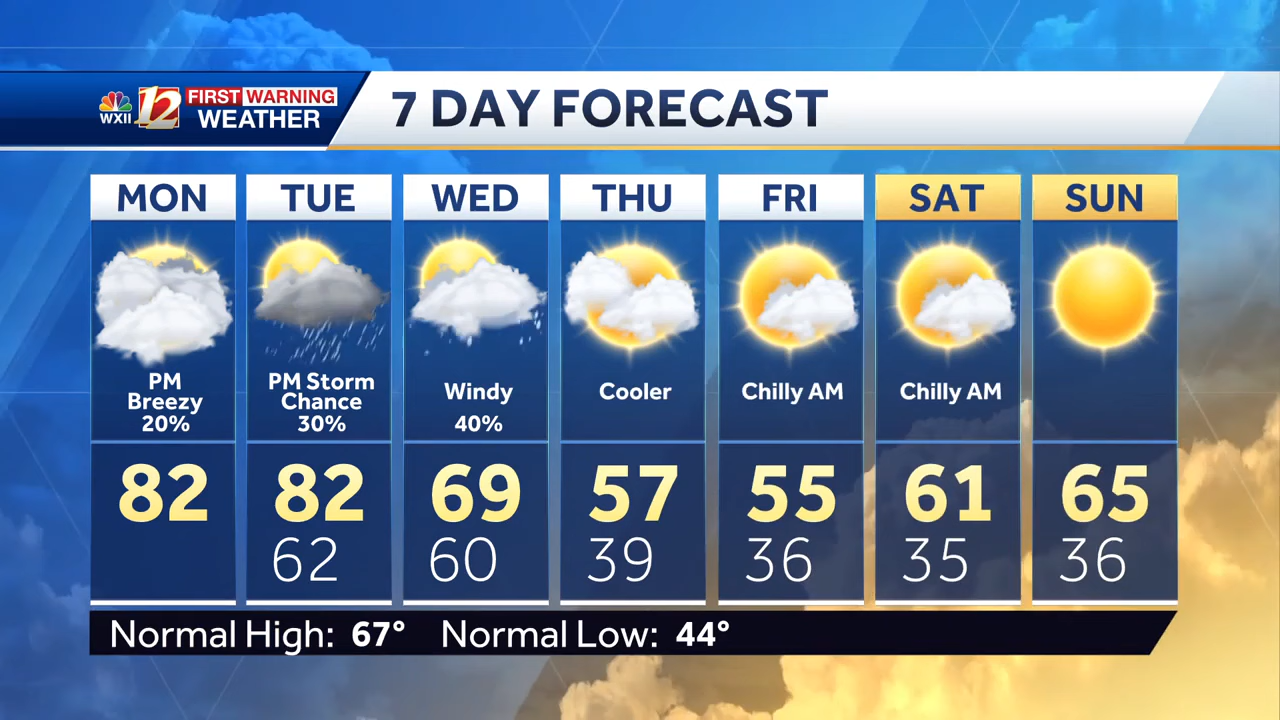 WXII 12 FIRST WARNING WEATHER
7 DAY FORECAST
MON TUE WED THU FRI SAT SUN
PM Breezy 20%
PM Storm Chance 30%
Windy 40%
Cooler
Chilly AM
Chilly AM
82 82 69 57 55 61 65
62 60 39 36 35 36
Normal High: 67° Normal Low: 44°